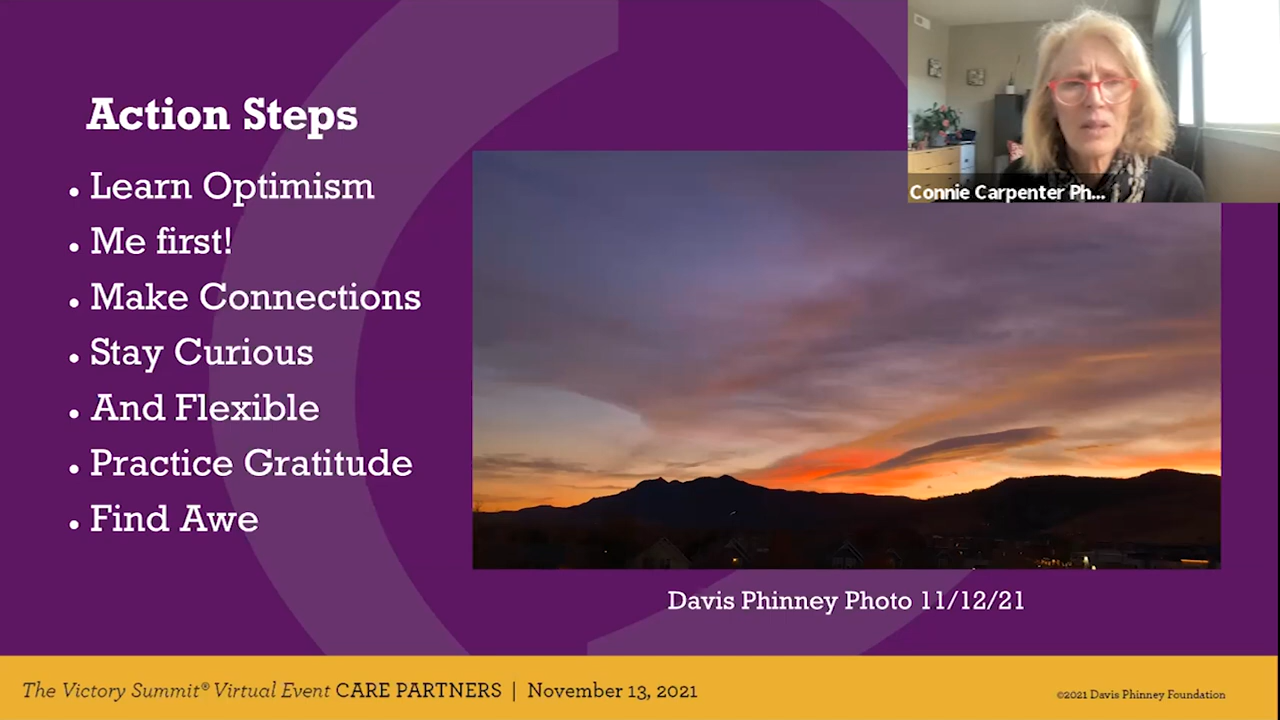 Action Steps
• Learn Optimism
• Me first!
• Make Connections
• Stay Curious
• And Flexible
• Practice Gratitude
• Find Awe
Connie Carpenter Ph...
Davis Phinney Photo 11/12/21
The Victory Summit® Virtual Event CARE PARTNERS | November 13, 2021
©2021 Davis Phinney Foundation